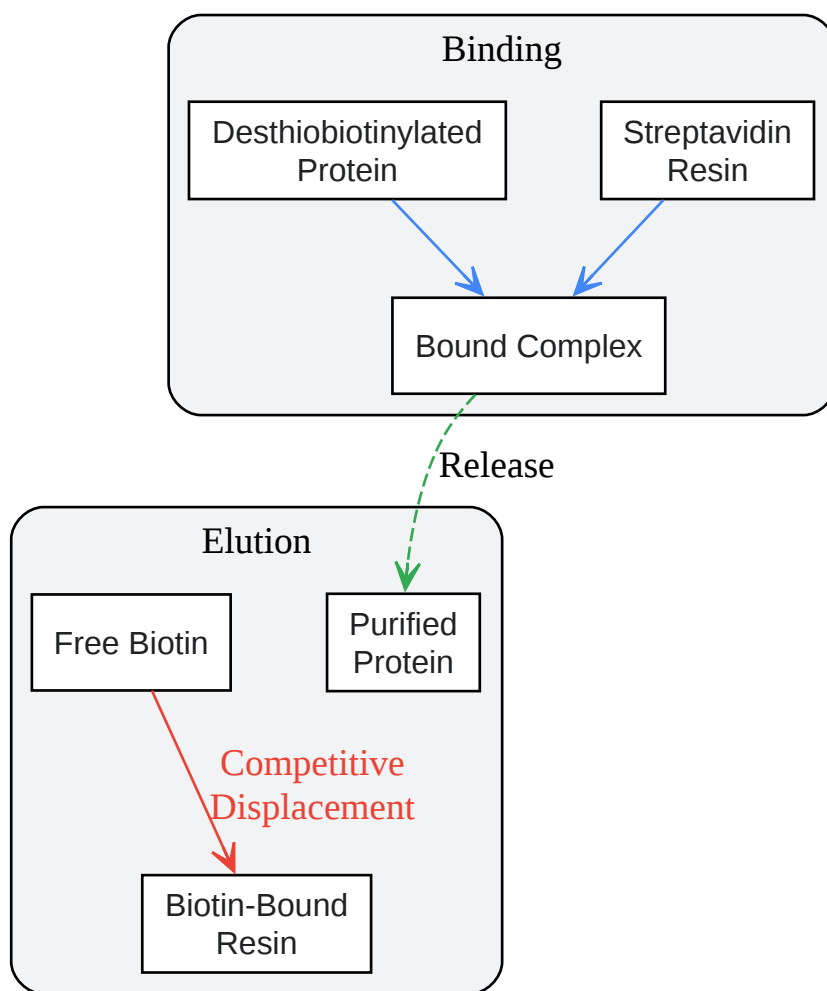 Binding
Desthiobiotinylated
Protein
Streptavidin
Resin
Bound Complex
Release
Elution
Free Biotin
Purified
Protein
Competitive
Displacement
Biotin-Bound
Resin